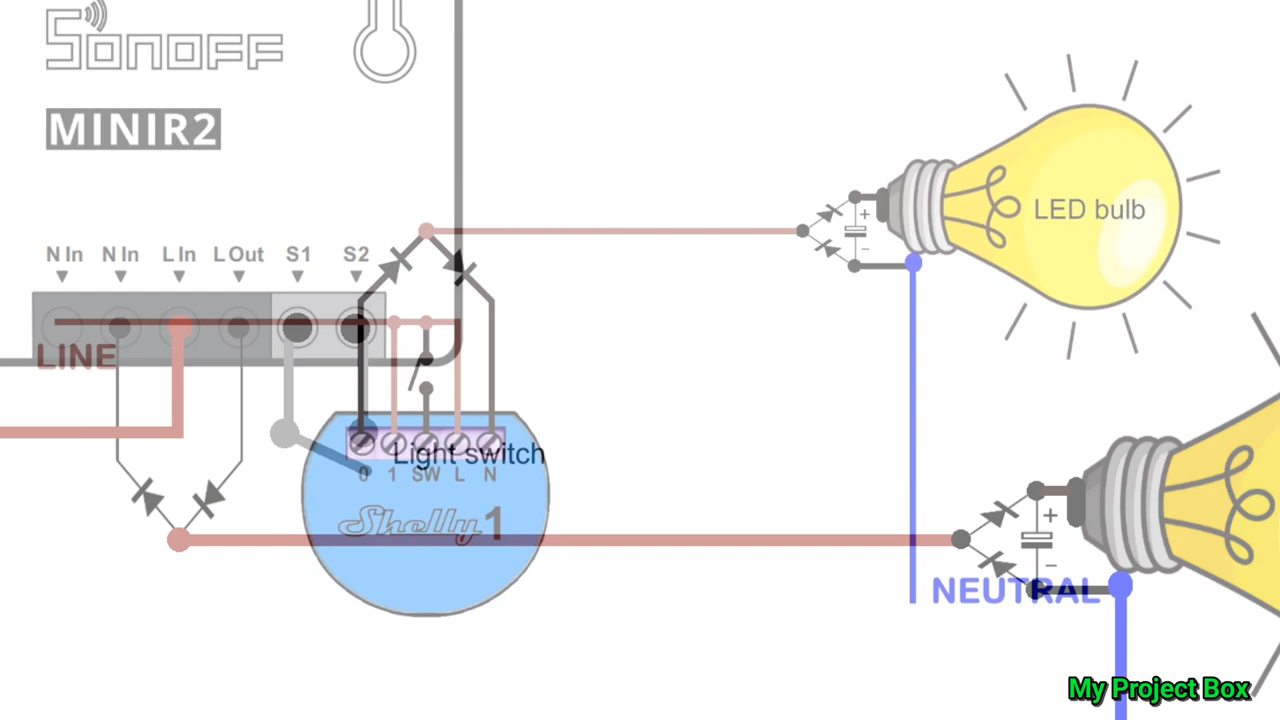 SONOFF
MINIR2
N In N In L In L Out S1 S2
LINE
LED bulb
+
−
Light switch
0 1 SW L N
Shelly 1
+
−
NEUTRAL
My Project Box